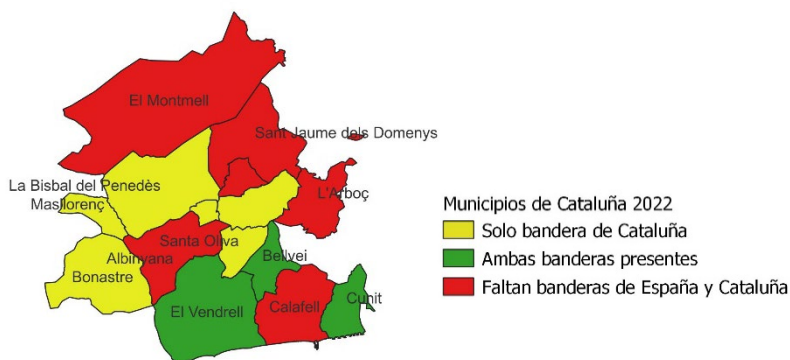 El Montmell
Sant Jaume dels Domenys
La Bisbal del Penedès
L'Arboç
Masllorenç
Santa Oliva
Albinyana
Bellvei
Bonastre
El Vendrell
Calafell
Cunit
Municipios de Cataluña 2022
Solo bandera de Cataluña
Ambas banderas presentes
Faltan banderas de España y Cataluña